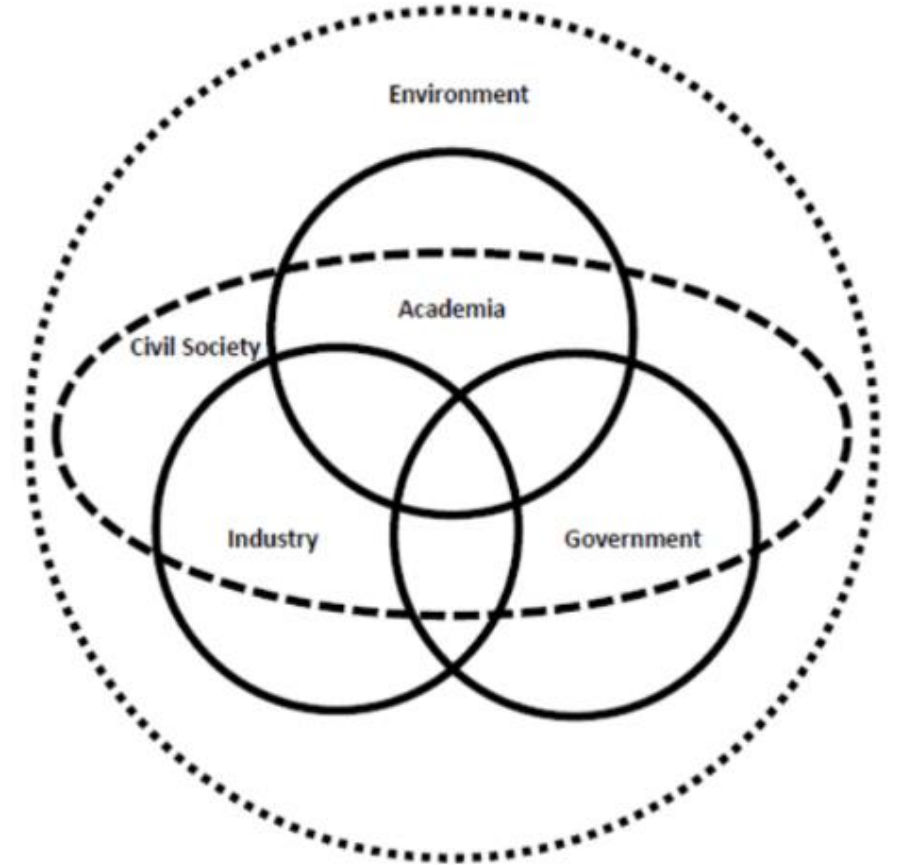 Environment
Academia
Civil Society
Industry
Government